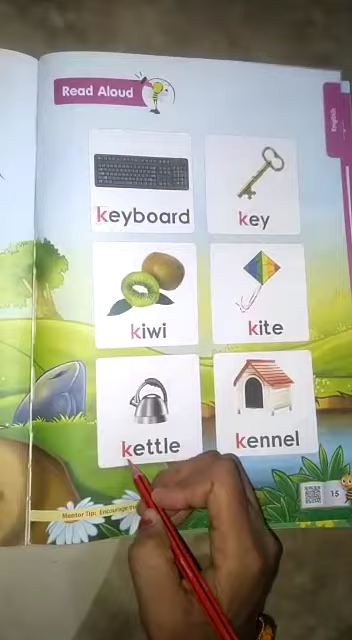 Read Aloud
English
keyboard
key
kiwi
kite
kettle
kennel
Mentor Tip: Encourage
15